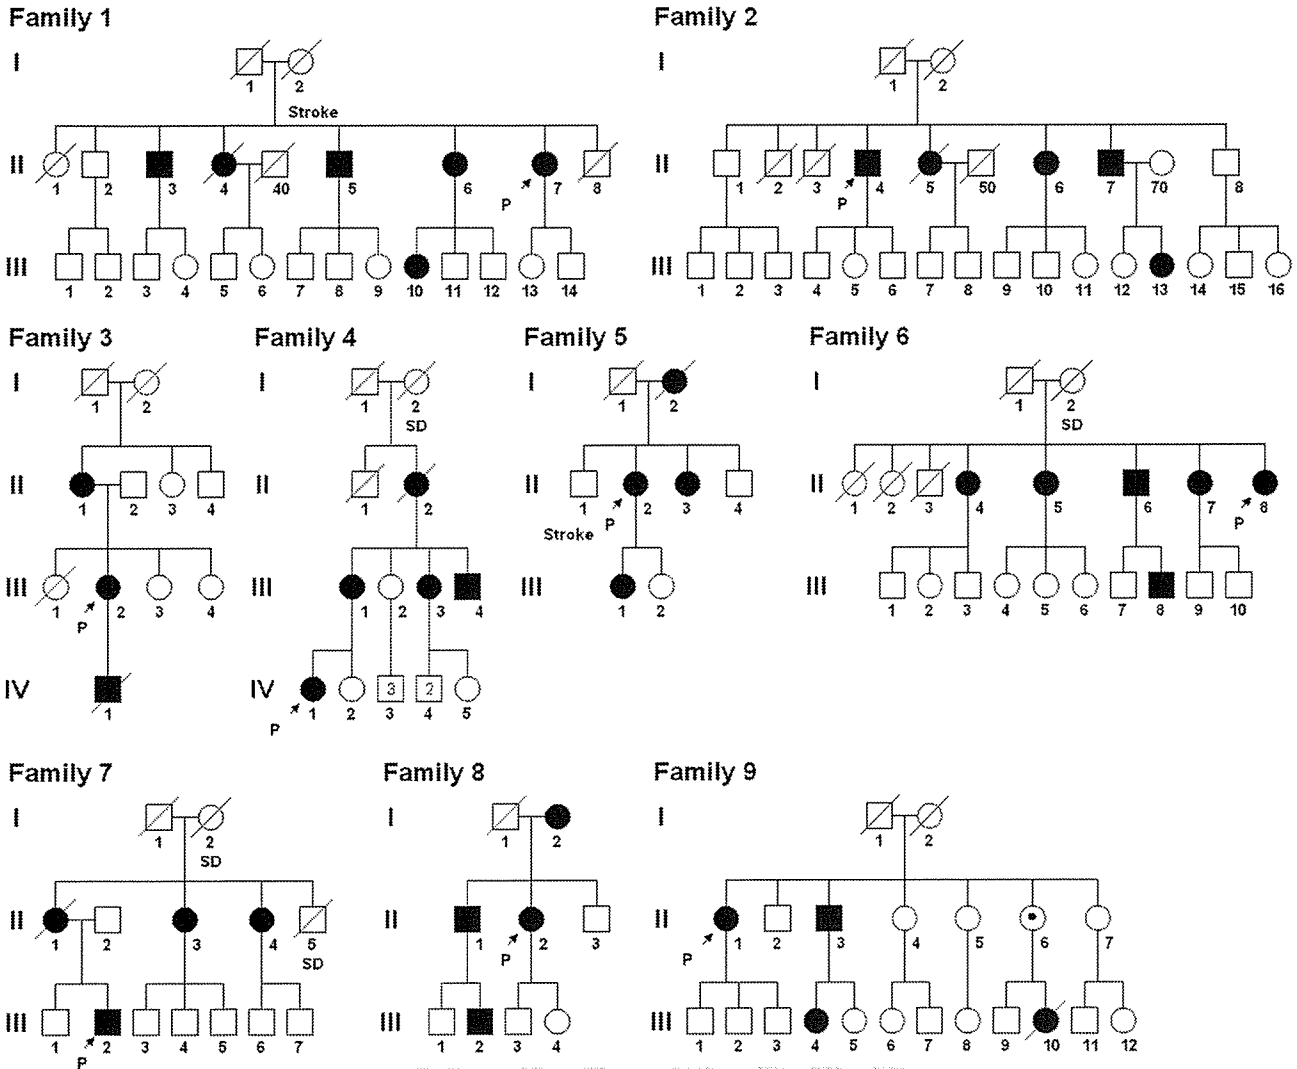 Family 1 Family 2
I I
1 2 1 2
Stroke
II II
1 2 3 4 40 5 6 7 8 1 2 3 4 5 50 6 7 70 8
P P
III III
1 2 3 4 5 6 7 8 9 10 11 12 13 14 1 2 3 4 5 6 7 8 9 10 11 12 13 14 15 16
Family 3 Family 4 Family 5 Family 6
I I I I
1 2 1 2 1 2 1 2
SD SD
II II II II
1 2 3 4 1 2 1 2 3 4 1 2 3 4 5 6 7 8
Stroke P P
III III III III
1 2 3 4 1 2 3 4 1 2 1 2 3 4 5 6 7 8 9 10
P
IV IV 3 2
1 1 2 3 4 5
P
Family 7 Family 8 Family 9
I I I
1 2 1 2 1 2
SD
II II II
1 2 3 4 5 1 2 3 1 2 3 4 5 6 7
SD P P
III III III
1 2 3 4 5 6 7 1 2 3 4 1 2 3 4 5 6 7 8 9 10 11 12
P